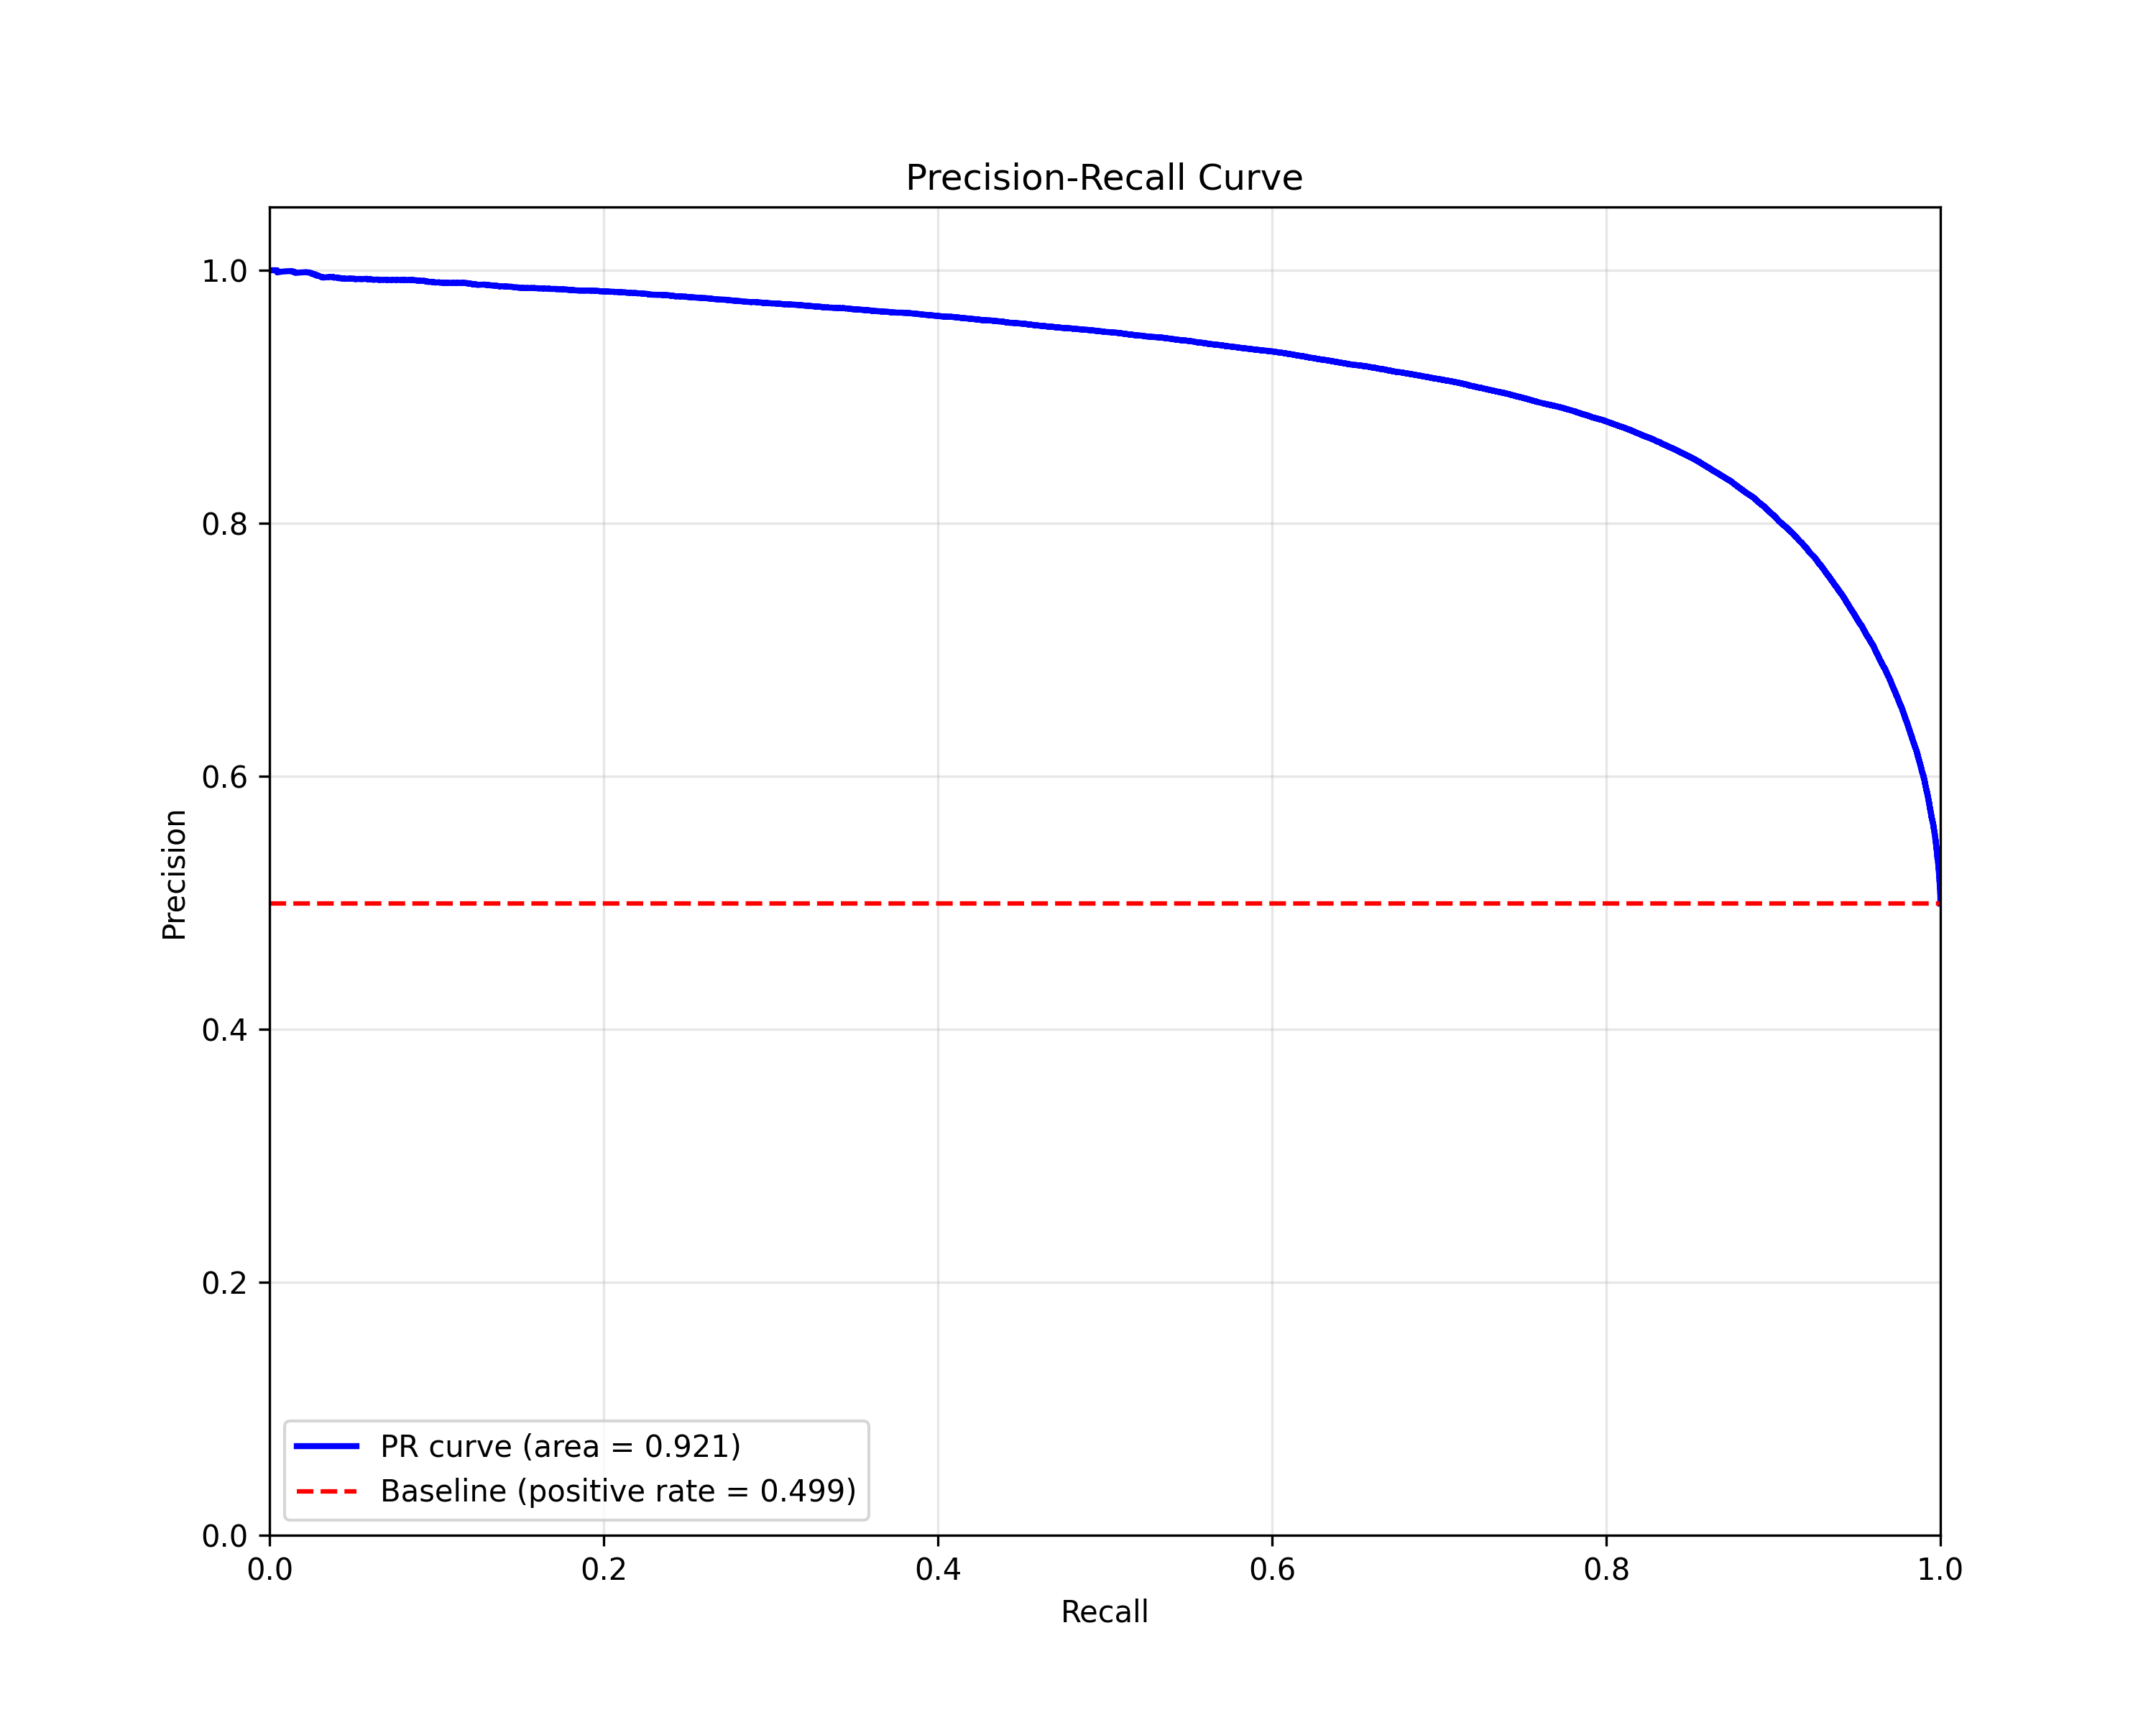 Precision-Recall Curve
1.0
0.8
0.6
0.4
0.2
0.0
Precision
PR curve (area = 0.921)
Baseline (positive rate = 0.499)
0.0 0.2 0.4 0.6 0.8 1.0
Recall